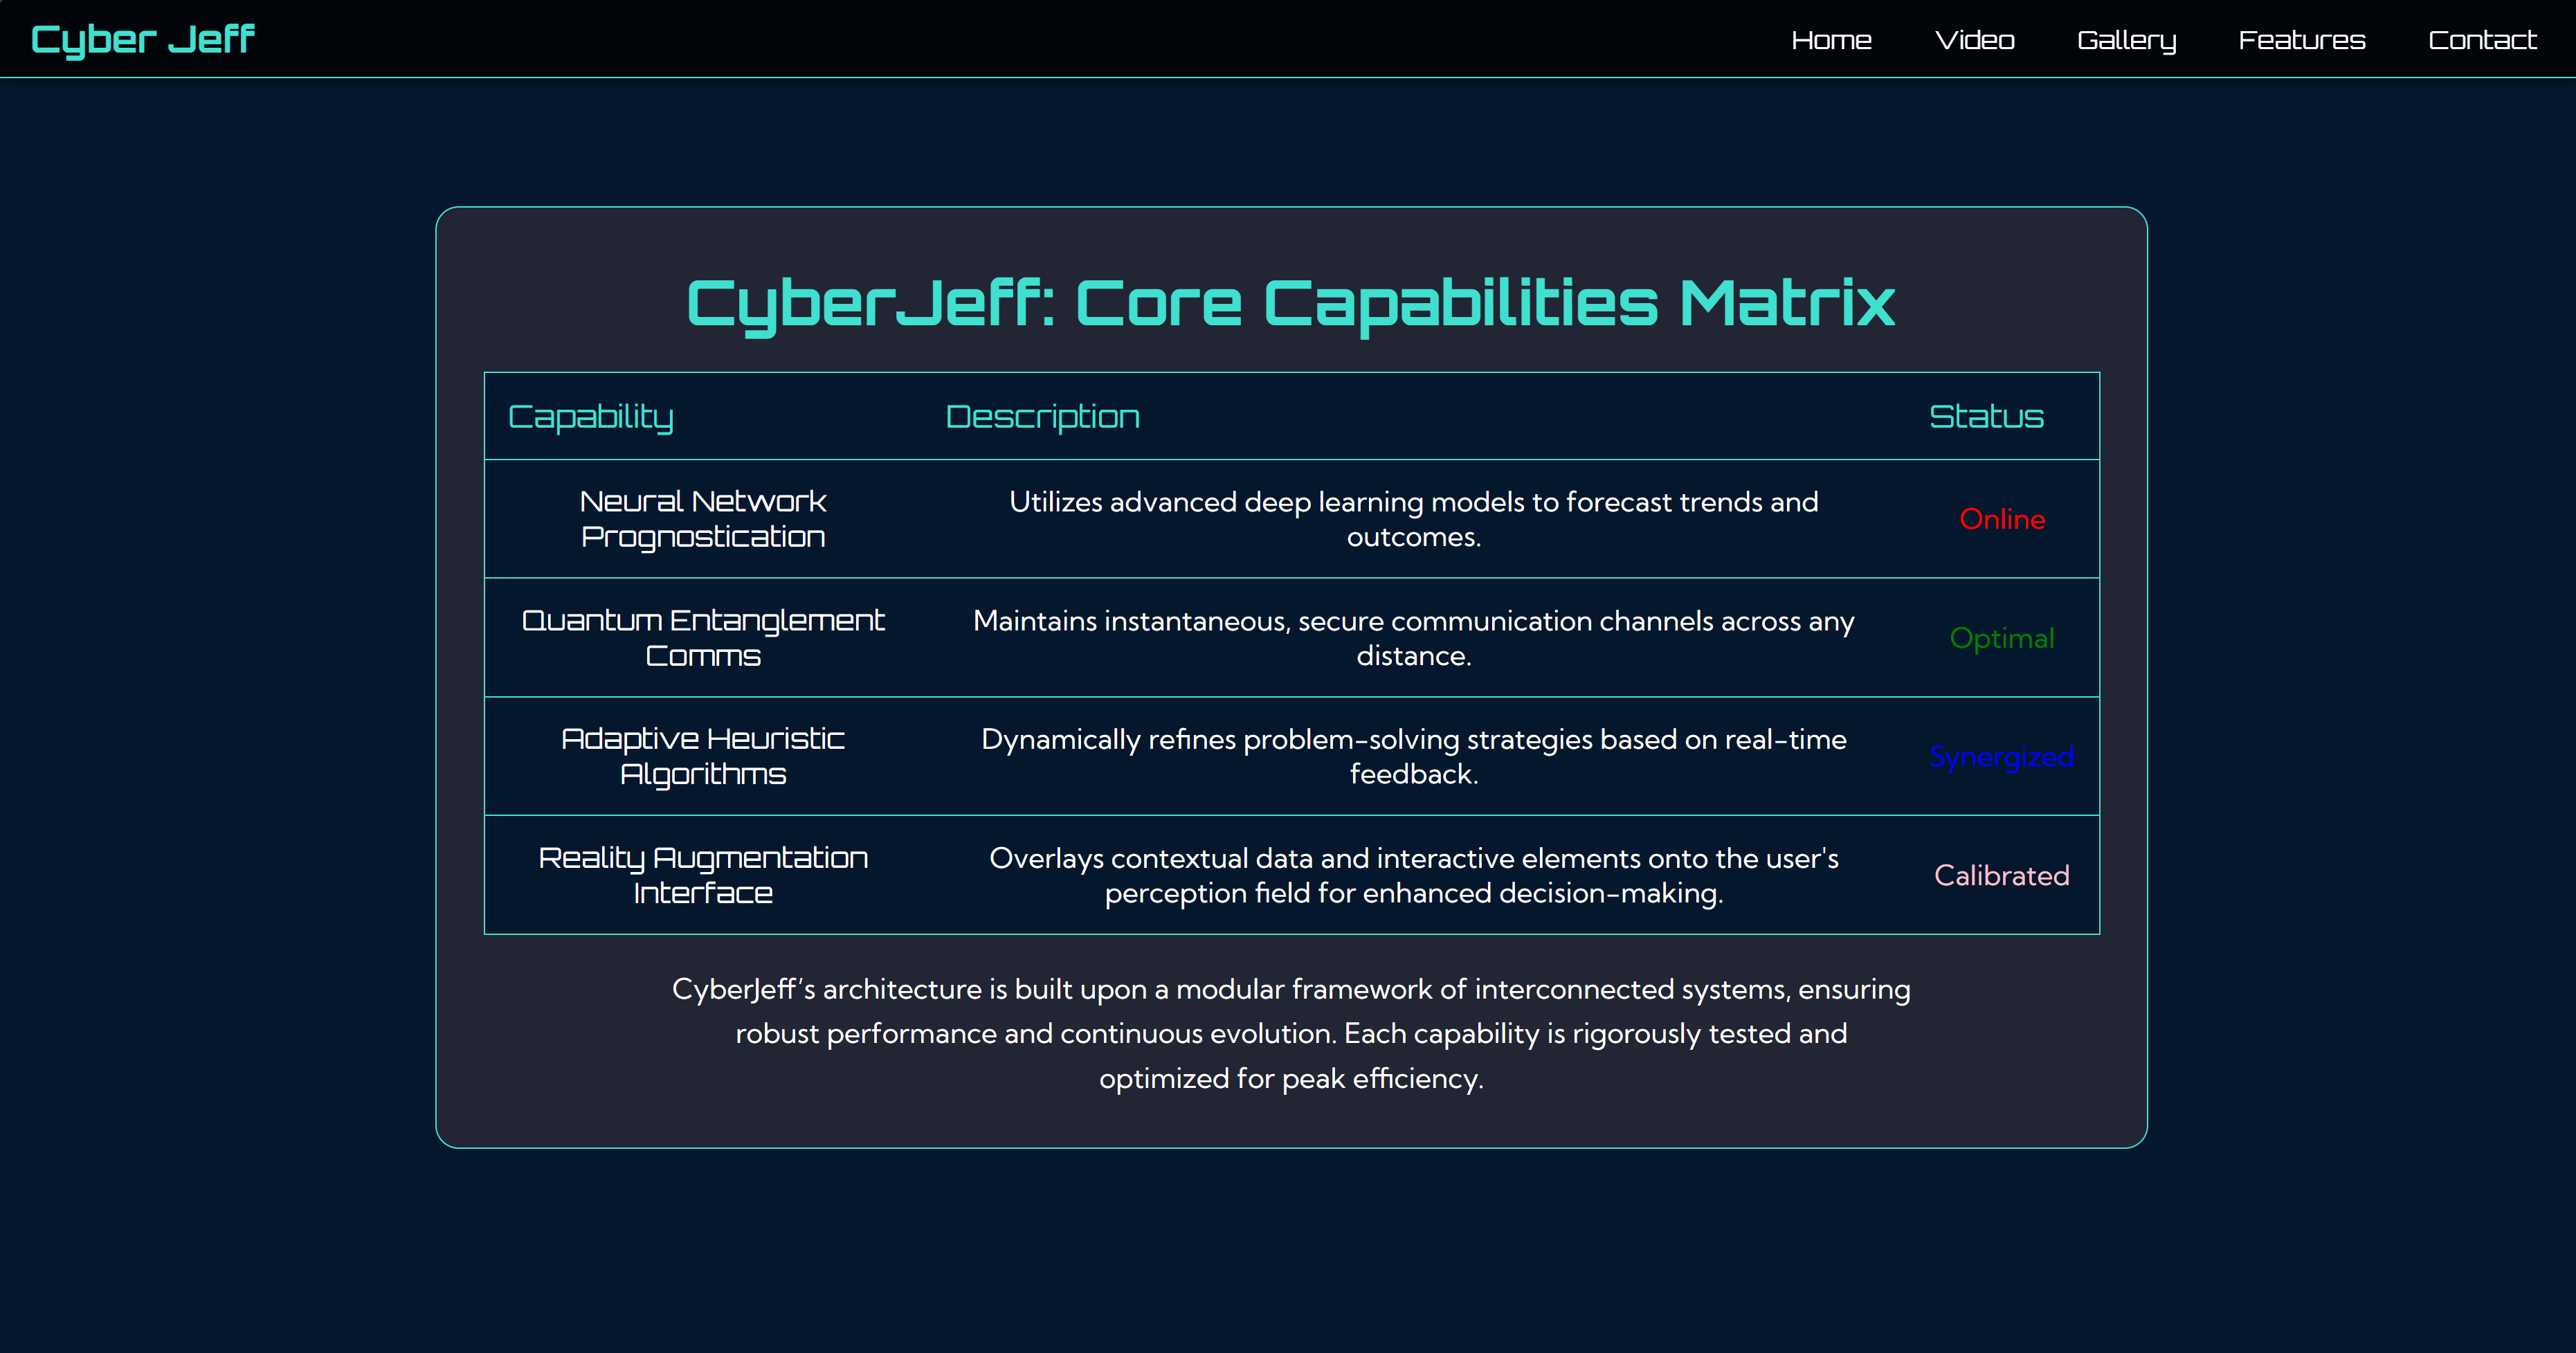 Cyber Jeff
Home Video Gallery Features Contact
CyberJeff: Core Capabilities Matrix
Capability Description Status
Neural Network
Prognostication
Utilizes advanced deep learning models to forecast trends and
outcomes.
Online
Quantum Entanglement
Comms
Maintains instantaneous, secure communication channels across any
distance.
Optimal
Adaptive Heuristic
Algorithms
Dynamically refines problem-solving strategies based on real-time
feedback.
Synergized
Reality Augmentation
Interface
Overlays contextual data and interactive elements onto the user's
perception field for enhanced decision-making.
Calibrated
CyberJeff’s architecture is built upon a modular framework of interconnected systems, ensuring
robust performance and continuous evolution. Each capability is rigorously tested and
optimized for peak efficiency.